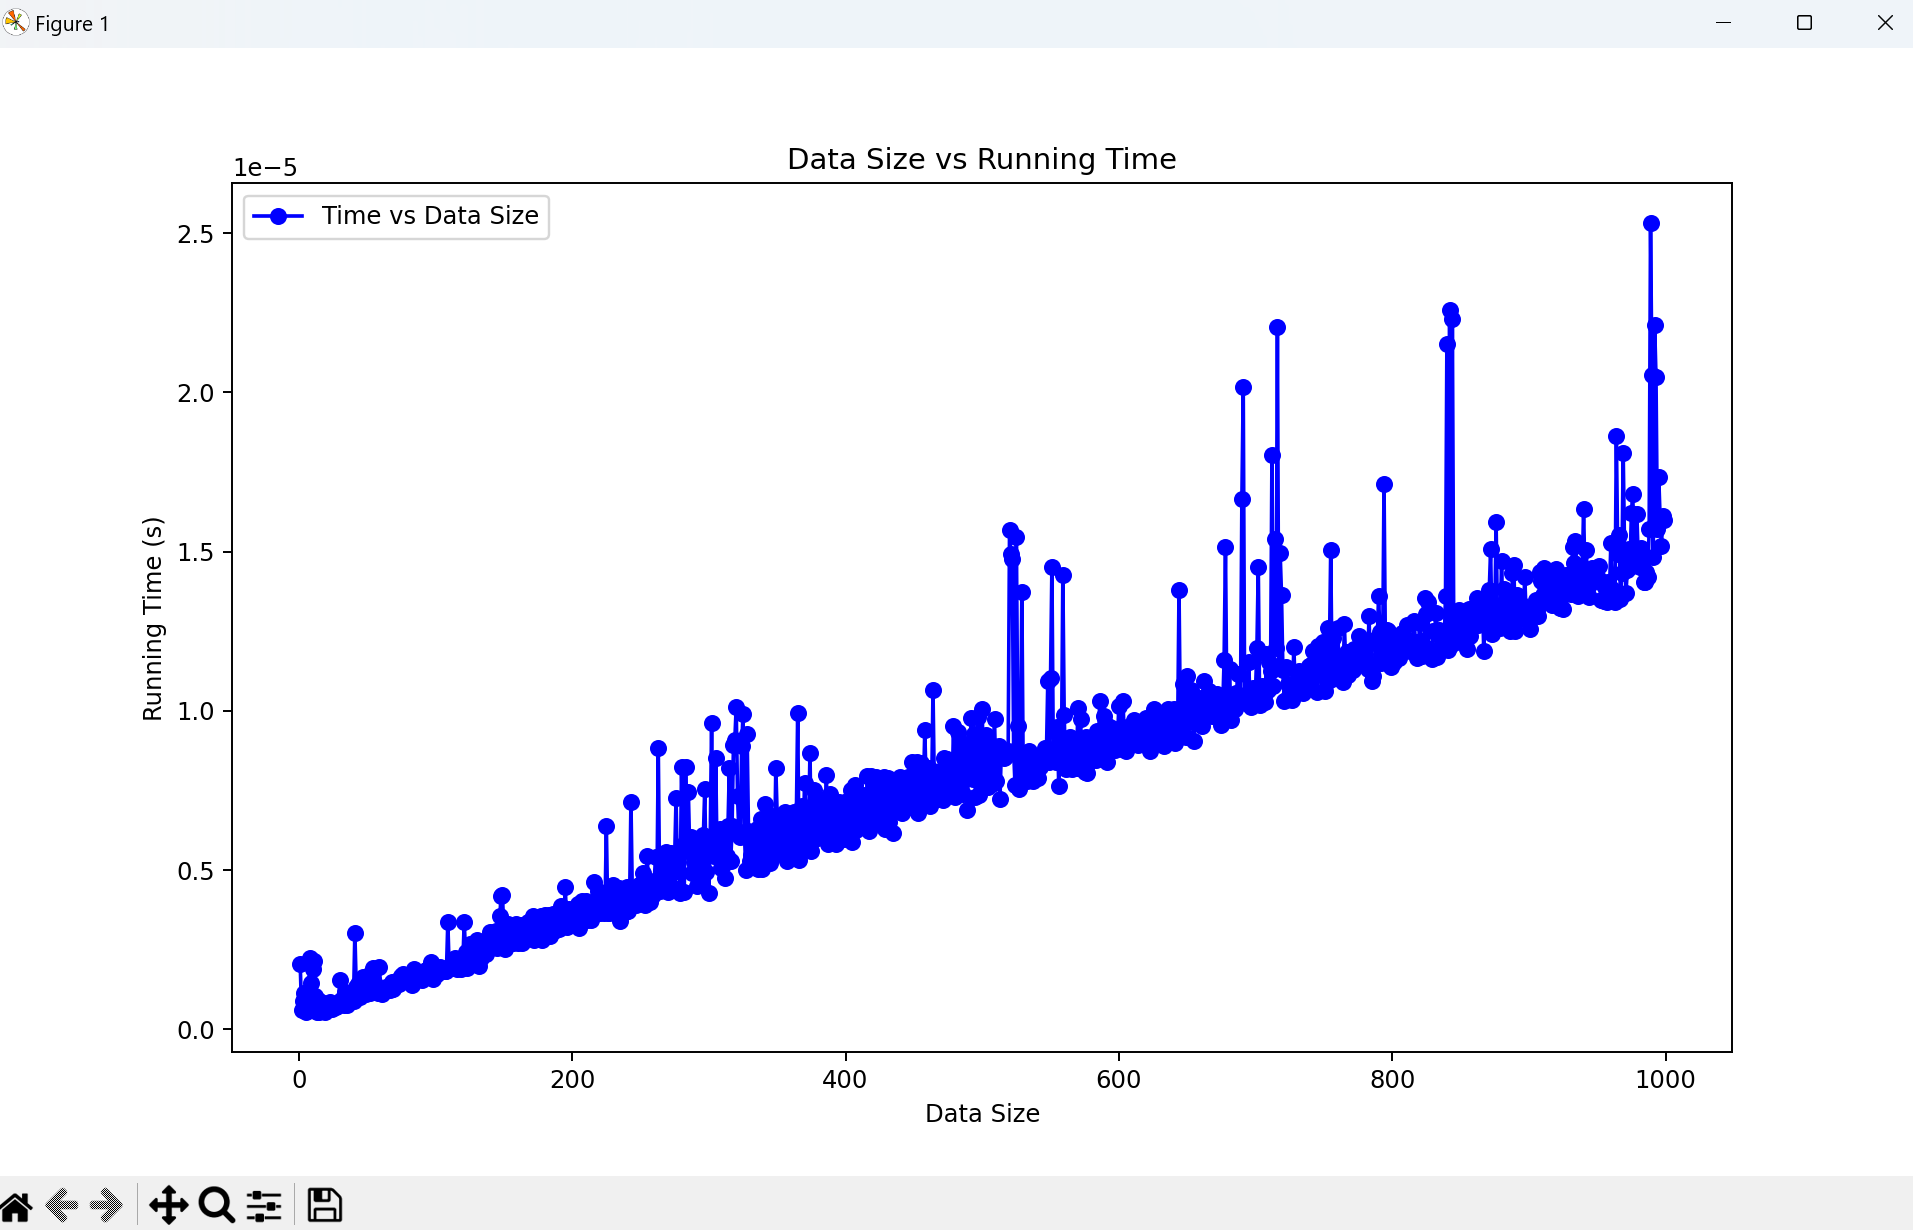 Figure 1
Data Size vs Running Time
1e−5
Time vs Data Size
2.5
2.0
1.5
1.0
0.5
0.0
Running Time (s)
0 200 400 600 800 1000
Data Size